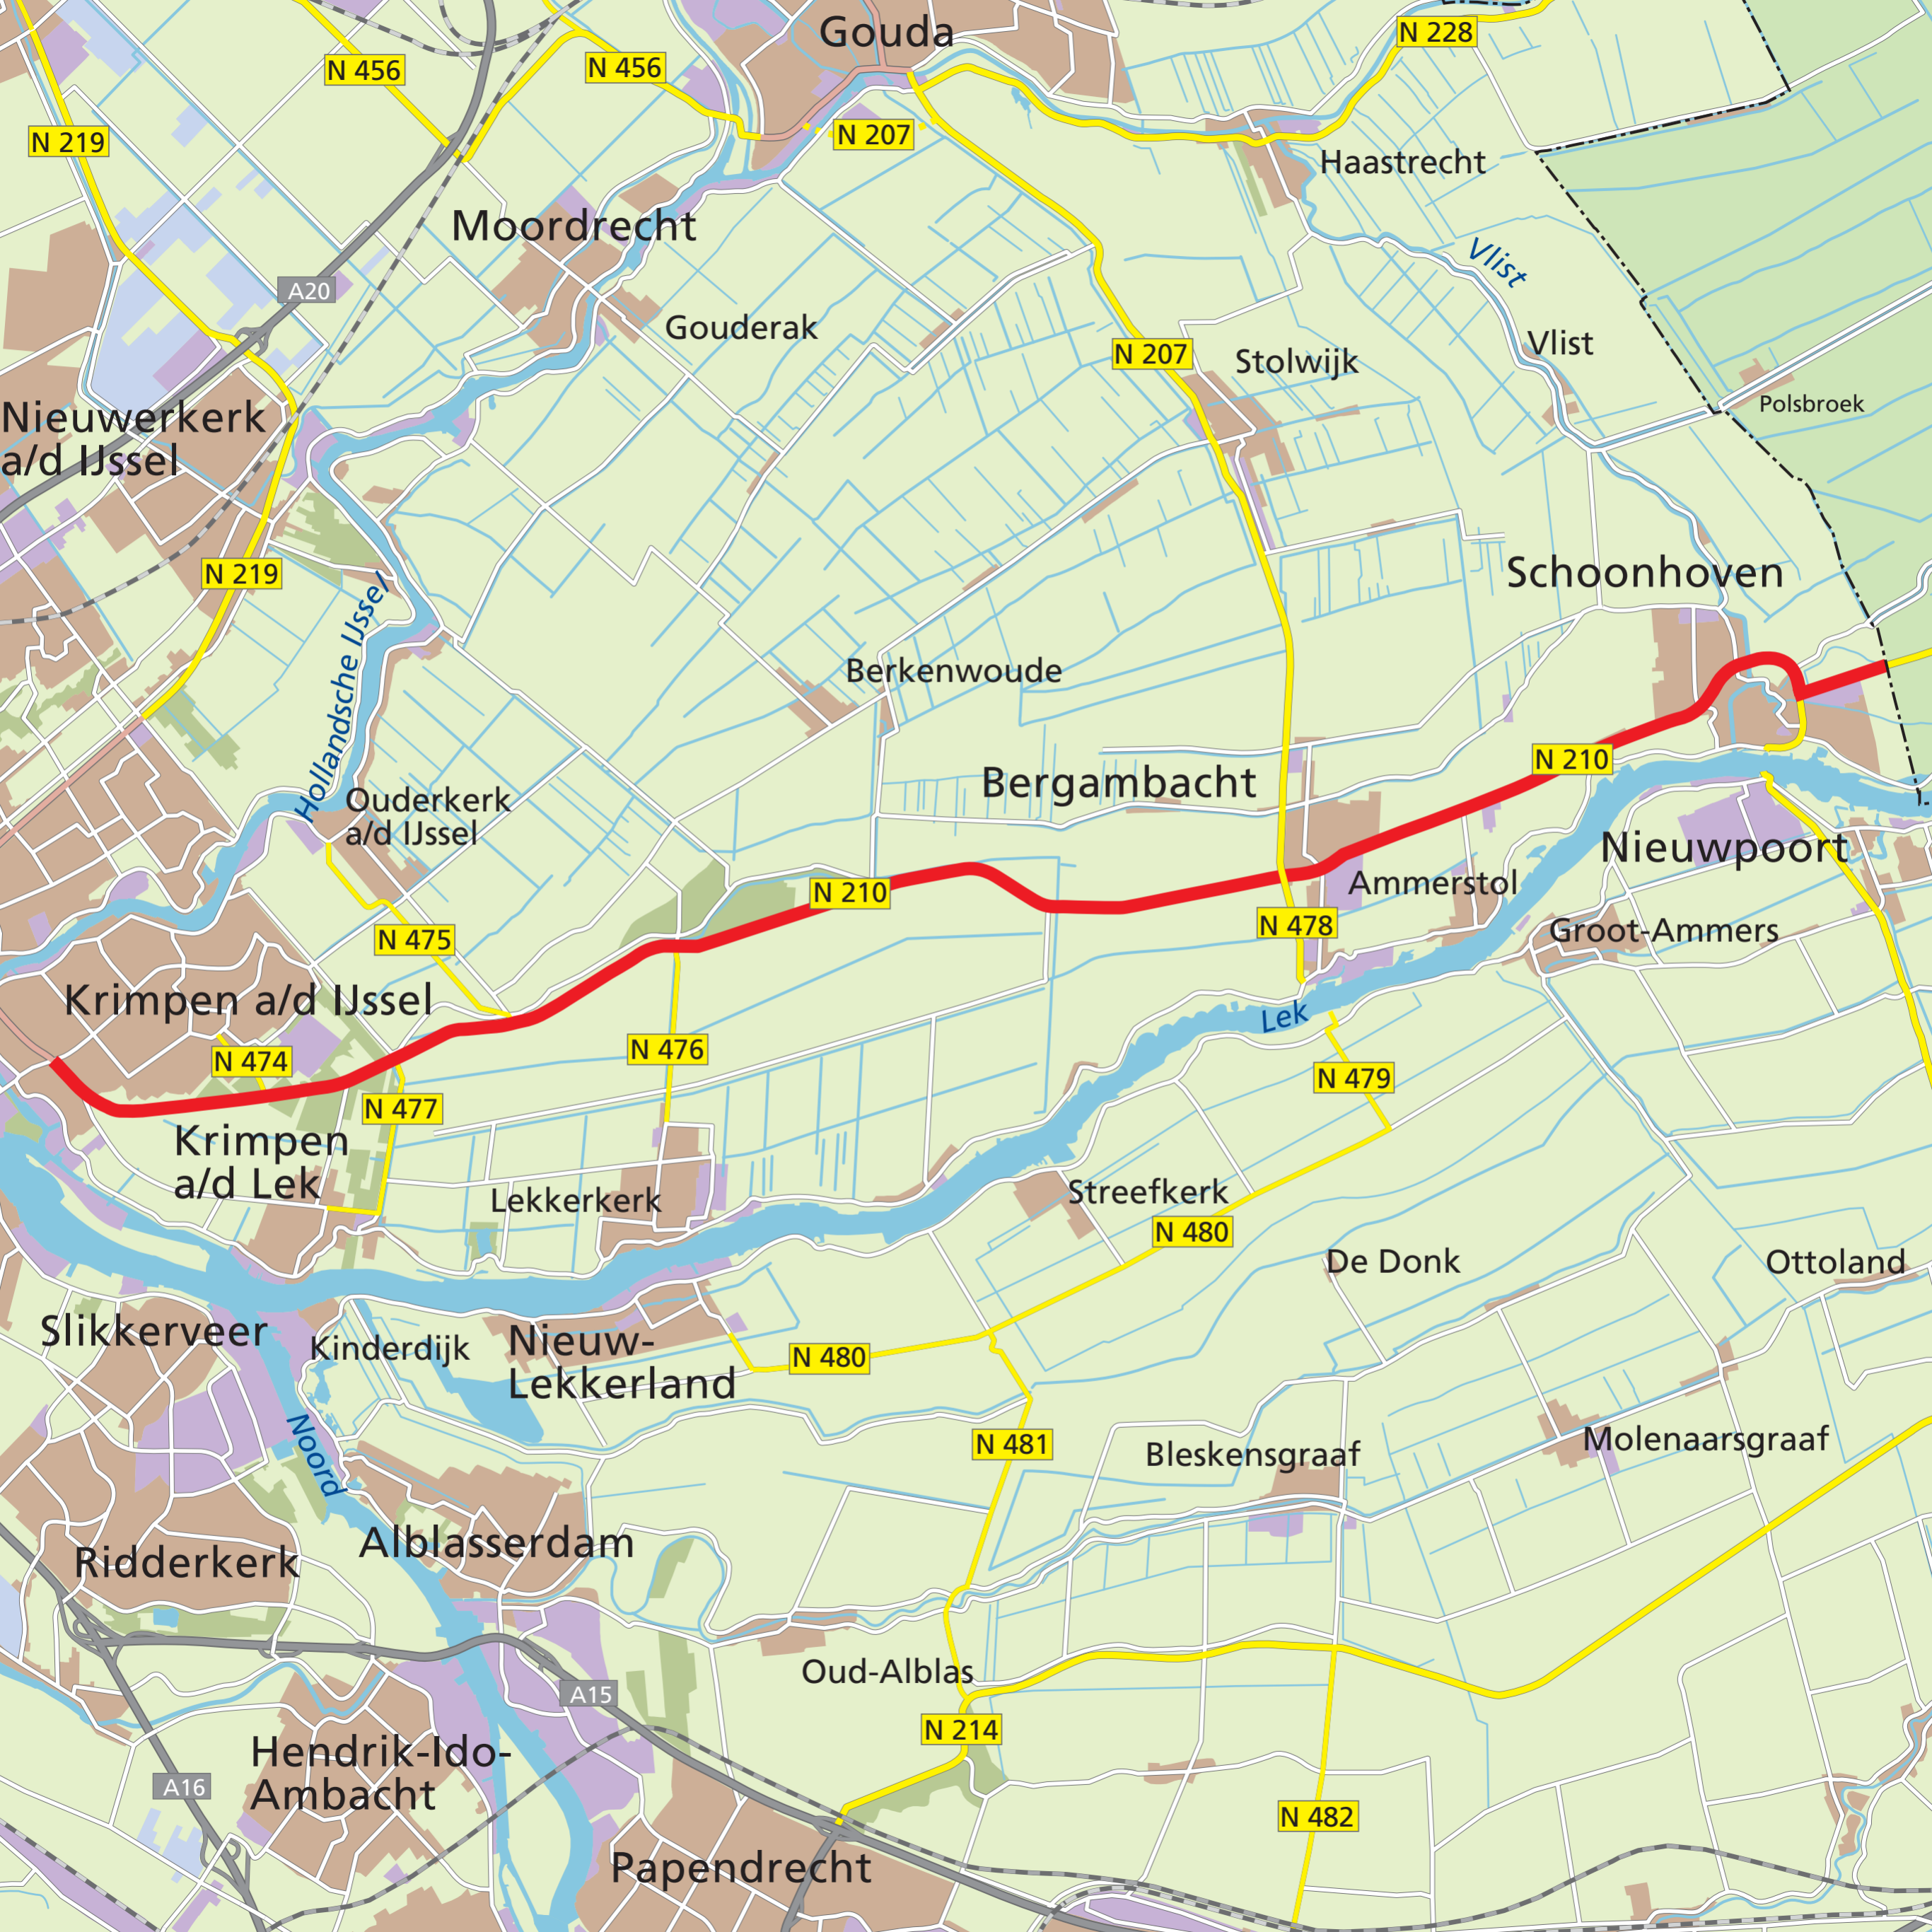 Gouda
N 228
N 456
N 456
N 219
N 207
Haastrecht
Moordrecht
Vlist
A20
Gouderak
Vlist
N 207
Stolwijk
Polsbroek
Nieuwerkerk
a/d IJssel
N 219
Schoonhoven
Hollandsche IJssel
Berkenwoude
Bergambacht
N 210
Ouderkerk
a/d IJssel
Nieuwpoort
N 210
Ammerstol
N 478
Groot-Ammers
N 475
Krimpen a/d IJssel
Lek
N 476
N 474
N 479
N 477
Krimpen
a/d Lek
Lekkerkerk
Streefkerk
N 480
De Donk
Ottoland
Slikkerveer
Kinderdijk
Nieuw-
Lekkerland
N 480
N 481
Noord
Bleskensgraaf
Molenaarsgraaf
Alblasserdam
Ridderkerk
Oud-Alblas
A15
N 214
Hendrik-Ido-
Ambacht
A16
N 482
Papendrecht